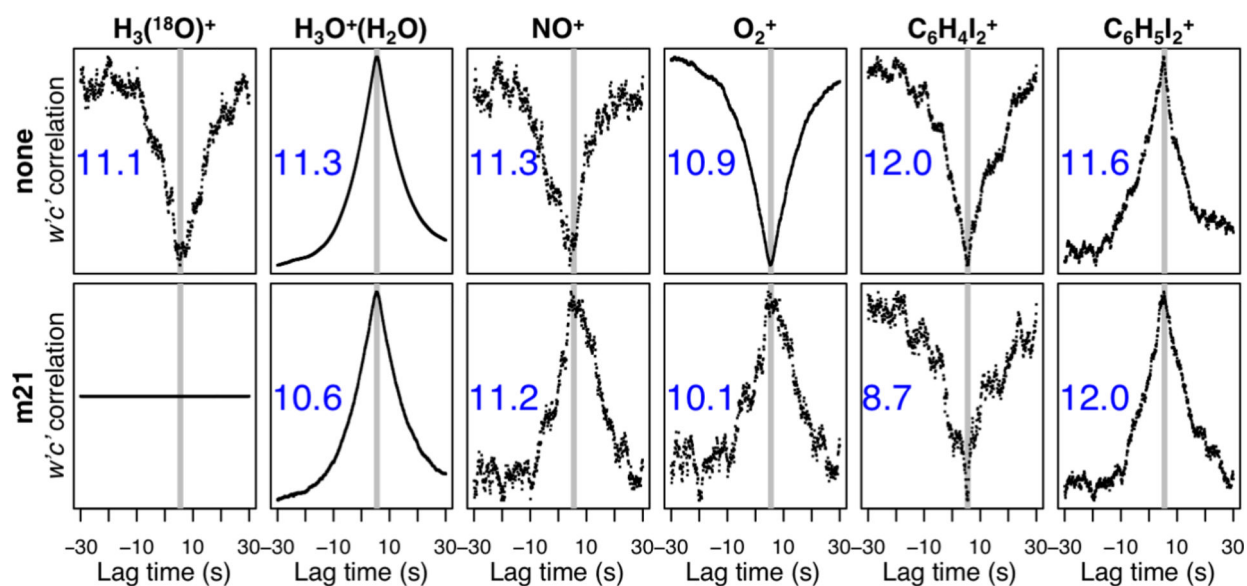 H₃(¹⁸O)⁺ H₃O⁺(H₂O) NO⁺ O₂⁺ C₆H₄I₂⁺ C₆H₅I₂⁺
none
w'c' correlation
11.1 11.3 11.3 10.9 12.0 11.6
m21
w'c' correlation
10.6 11.2 10.1 8.7 12.0
−30 −10 10 30 −30 −10 10 30 −30 −10 10 30 −30 −10 10 30 −30 −10 10 30 −30 −10 10 30
Lag time (s) Lag time (s) Lag time (s) Lag time (s) Lag time (s) Lag time (s)